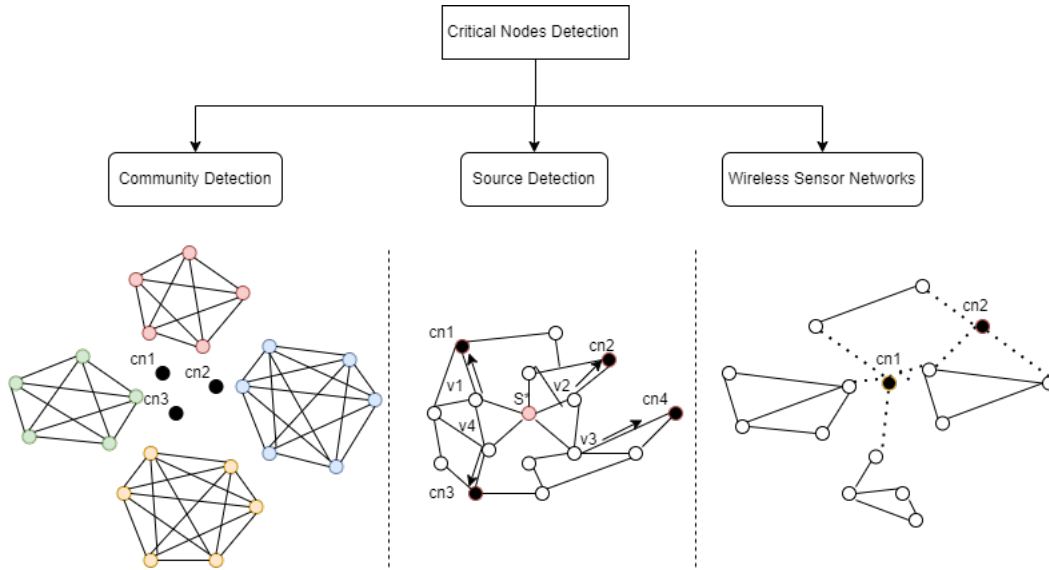 Critical Nodes Detection
Community Detection
Source Detection
Wireless Sensor Networks
cn1
cn2
cn3
cn1
cn2
v1
v2
S'
cn4
v4
v3
cn3
cn2
cn1